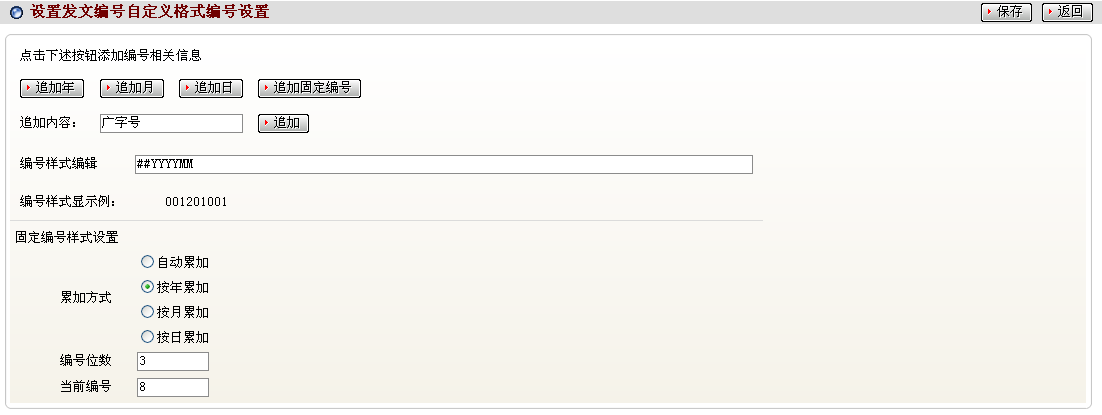 设置发文编号自定义格式编号设置 保存 返回
点击下述按钮添加编号相关信息
追加年 追加月 追加日 追加固定编号
追加内容： 广字号 追加
编号样式编辑 ##YYYYMM
编号样式显示例： 001201001
固定编号样式设置
自动累加
按年累加
累加方式
按月累加
按日累加
编号位数 3
当前编号 8